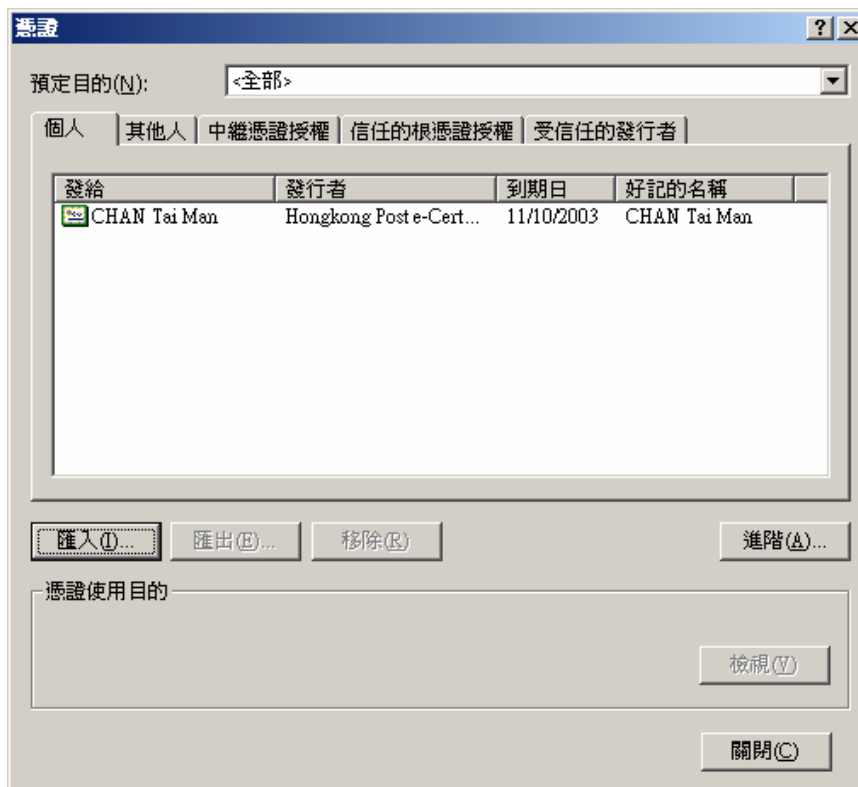 憑證
預定目的(N): <全部>
個人 其他人 中繼憑證授權 信任的根憑證授權 受信任的發行者
發給 發行者 到期日 好記的名稱
CHAN Tai Man Hongkong Post e-Cert... 11/10/2003 CHAN Tai Man
匯入(I)... 匯出(E)... 移除(R) 進階(A)...
憑證使用目的
檢視(V)
關閉(C)